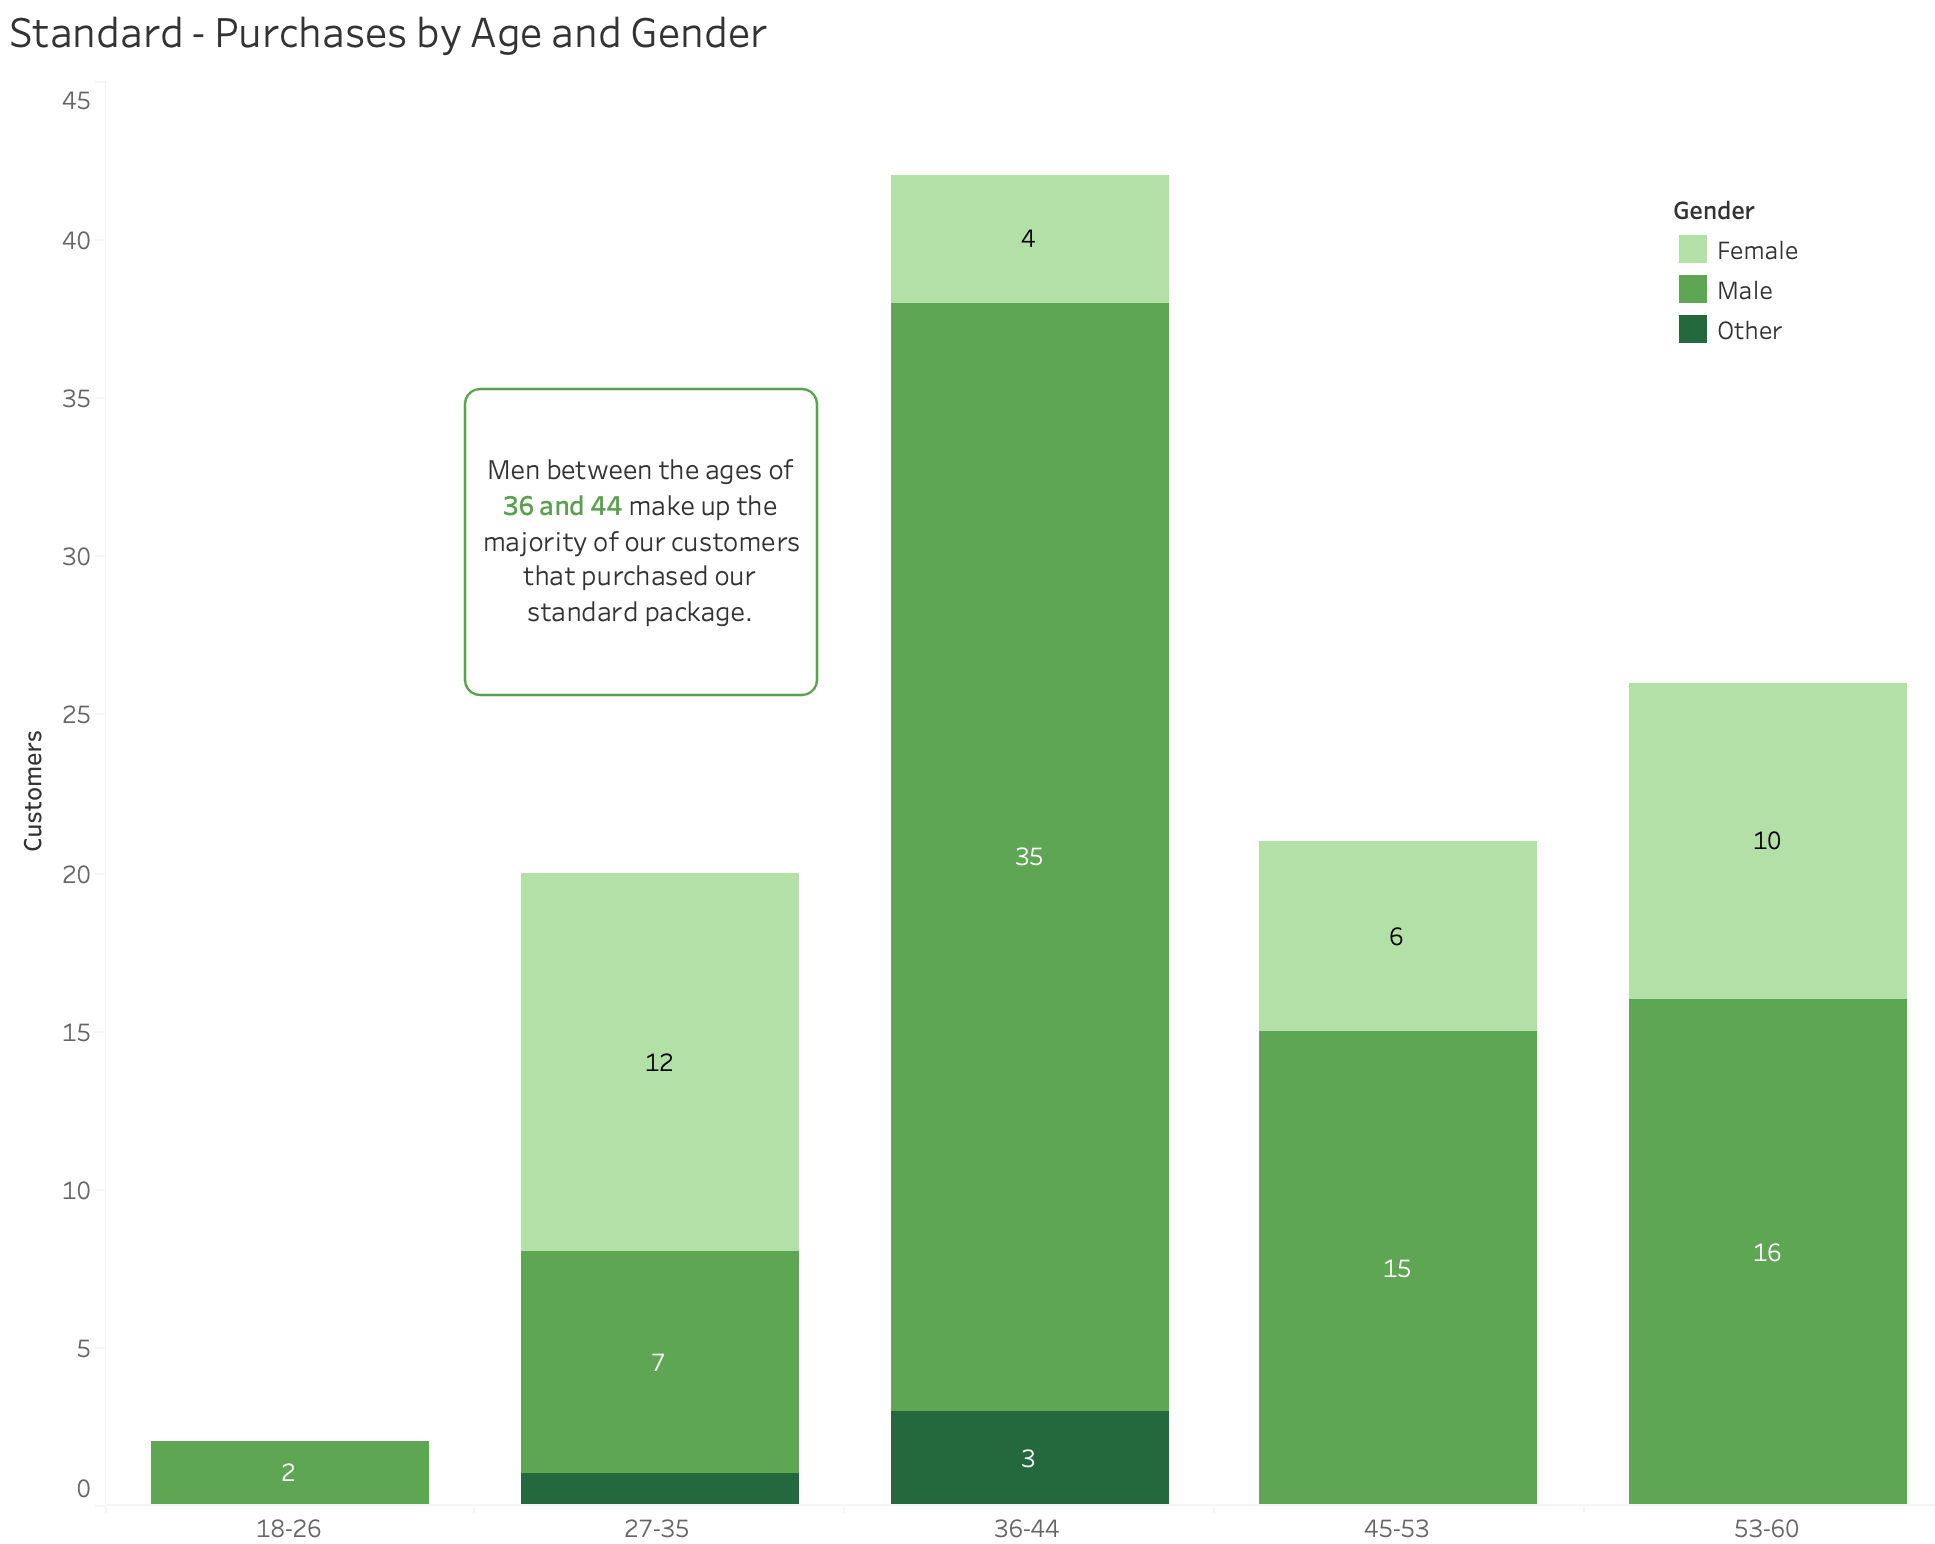 Standard - Purchases by Age and Gender
45
40
35
30
25
20
15
10
5
0
Customers
Gender
Female
Male
Other
Men between the ages of
36 and 44 make up the
majority of our customers
that purchased our
standard package.
4
35
3
12
7
2
6
15
10
16
18-26
27-35
36-44
45-53
53-60